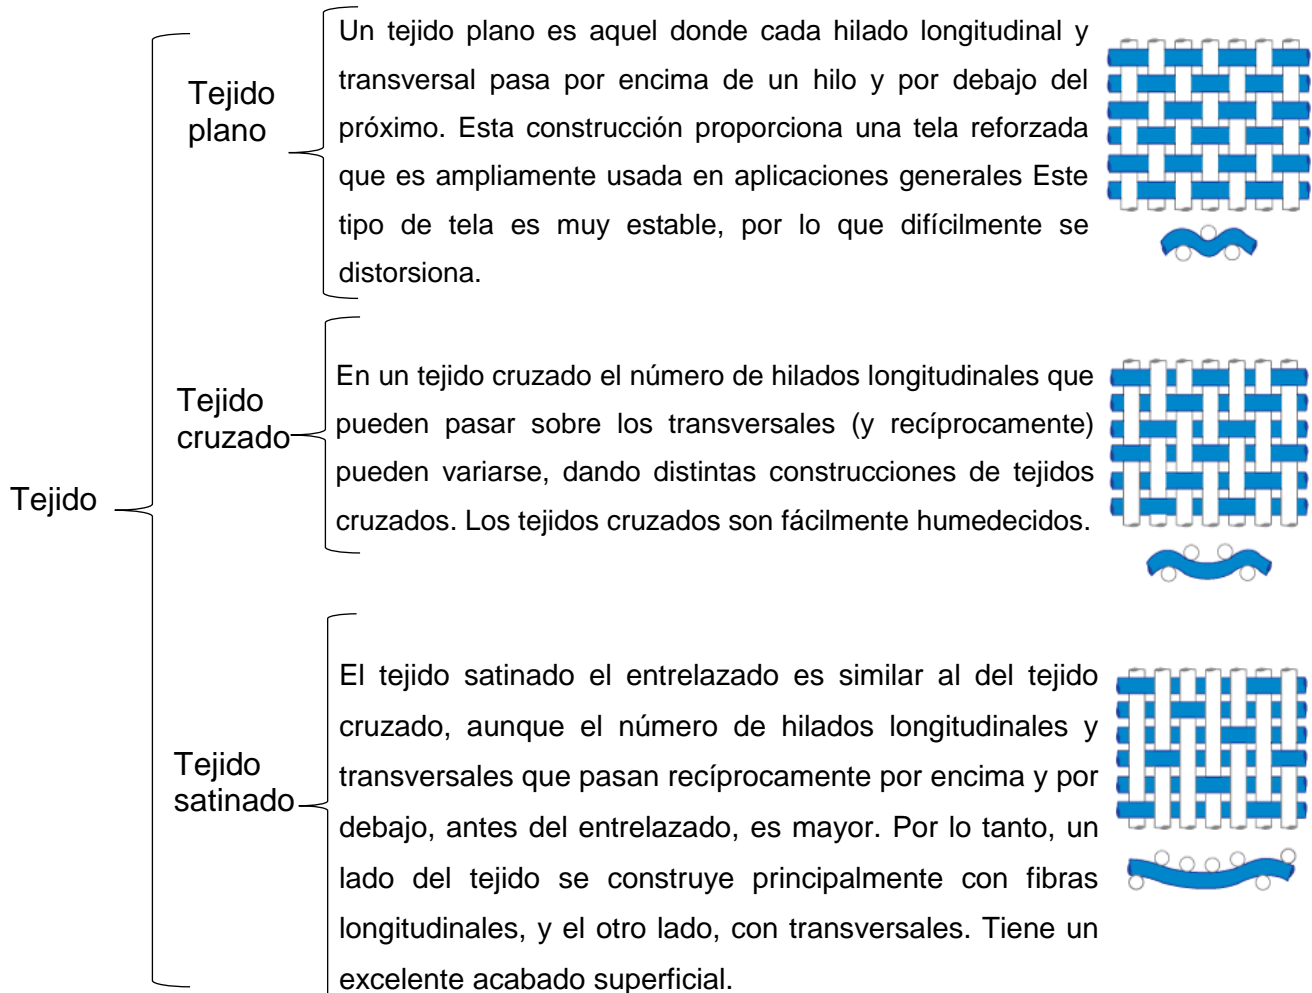 Tejido
Tejido
plano
Un tejido plano es aquel donde cada hilado longitudinal y
transversal pasa por encima de un hilo y por debajo del
próximo. Esta construcción proporciona una tela reforzada
que es ampliamente usada en aplicaciones generales Este
tipo de tela es muy estable, por lo que difícilmente se
distorsiona.
Tejido
cruzado
En un tejido cruzado el número de hilados longitudinales que
pueden pasar sobre los transversales (y recíprocamente)
pueden variarse, dando distintas construcciones de tejidos
cruzados. Los tejidos cruzados son fácilmente humedecidos.
Tejido
satinado
El tejido satinado el entrelazado es similar al del tejido
cruzado, aunque el número de hilados longitudinales y
transversales que pasan recíprocamente por encima y por
debajo, antes del entrelazado, es mayor. Por lo tanto, un
lado del tejido se construye principalmente con fibras
longitudinales, y el otro lado, con transversales. Tiene un
excelente acabado superficial.